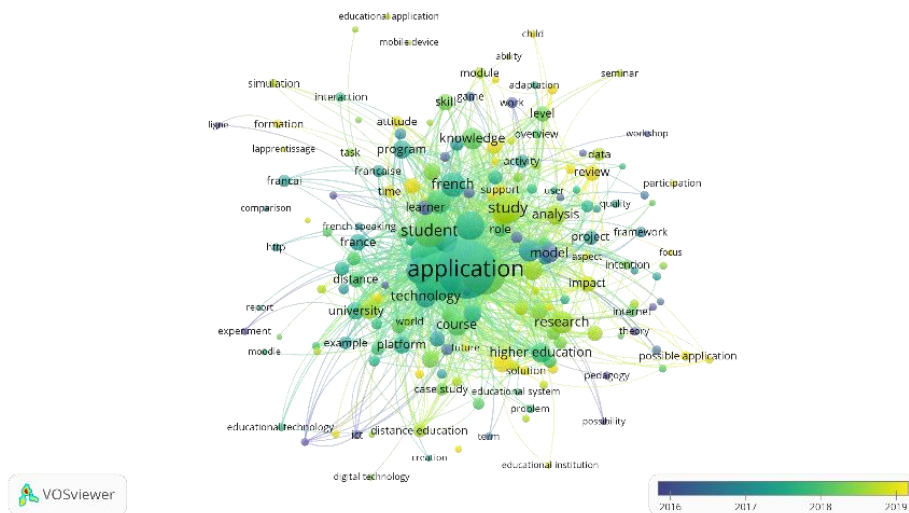 educational application
mobile device
child
ability
module
seminar
simulation
interaction
skill
game
work
adaptation
level
ligne
formation
attitude
knowledge
overview
workshop
lapprentissage
task
program
activity
data
review
francai
francaise
time
french
support
user
participation
comparison
learner
study
analysis
quality
french speaking
student
role
project
framework
http
france
model
aspect
focus
distance
application
intention
impact
technology
report
university
world
course
research
internet
experiment
theory
moodle
example
platform
future
higher education
possible application
solution
pedagogy
case study
educational system
problem
possibility
educational technology
ict
distance education
term
creation
educational institution
digital technology
VOSviewer
2016
2017
2018
2019